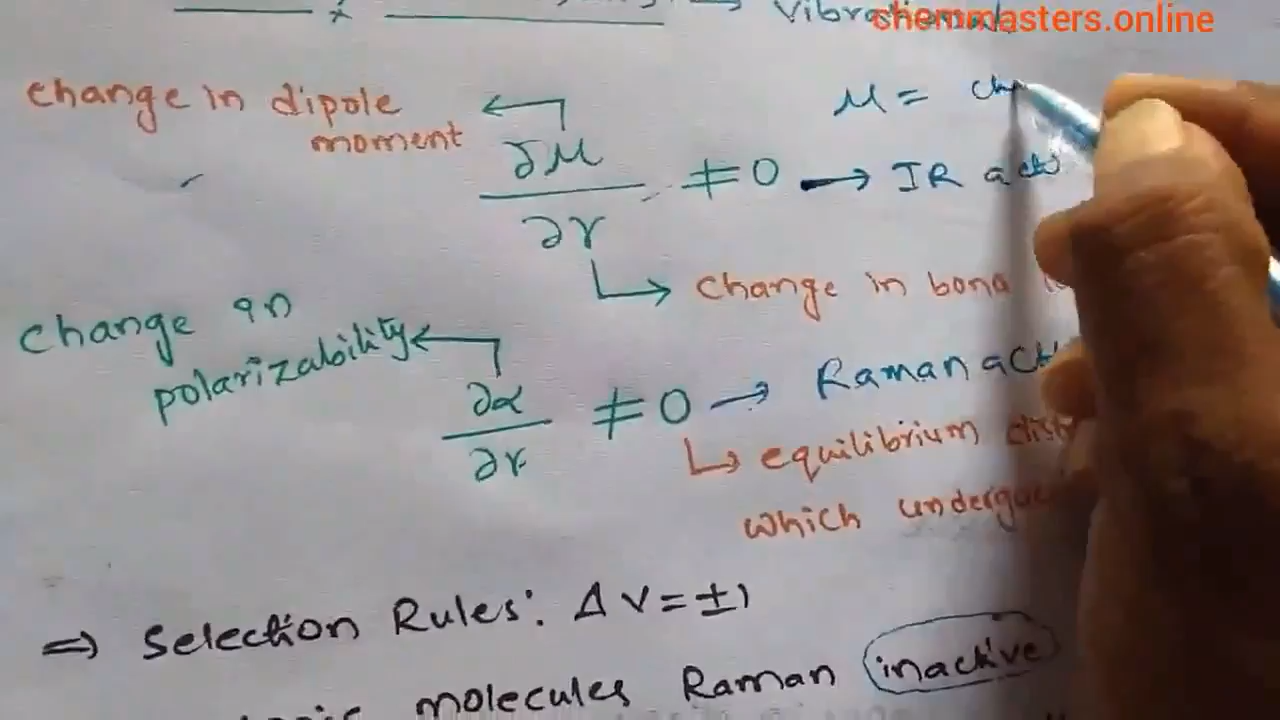 chemmasters.online
change in dipole
moment
∂μ
∂r
≠0 → IR
μ =
change in
change in
polarizability
∂α
∂r
≠0 → Raman
equilibrium
which
⇒ Selection Rules: ΔV=±1
molecules Raman inactive